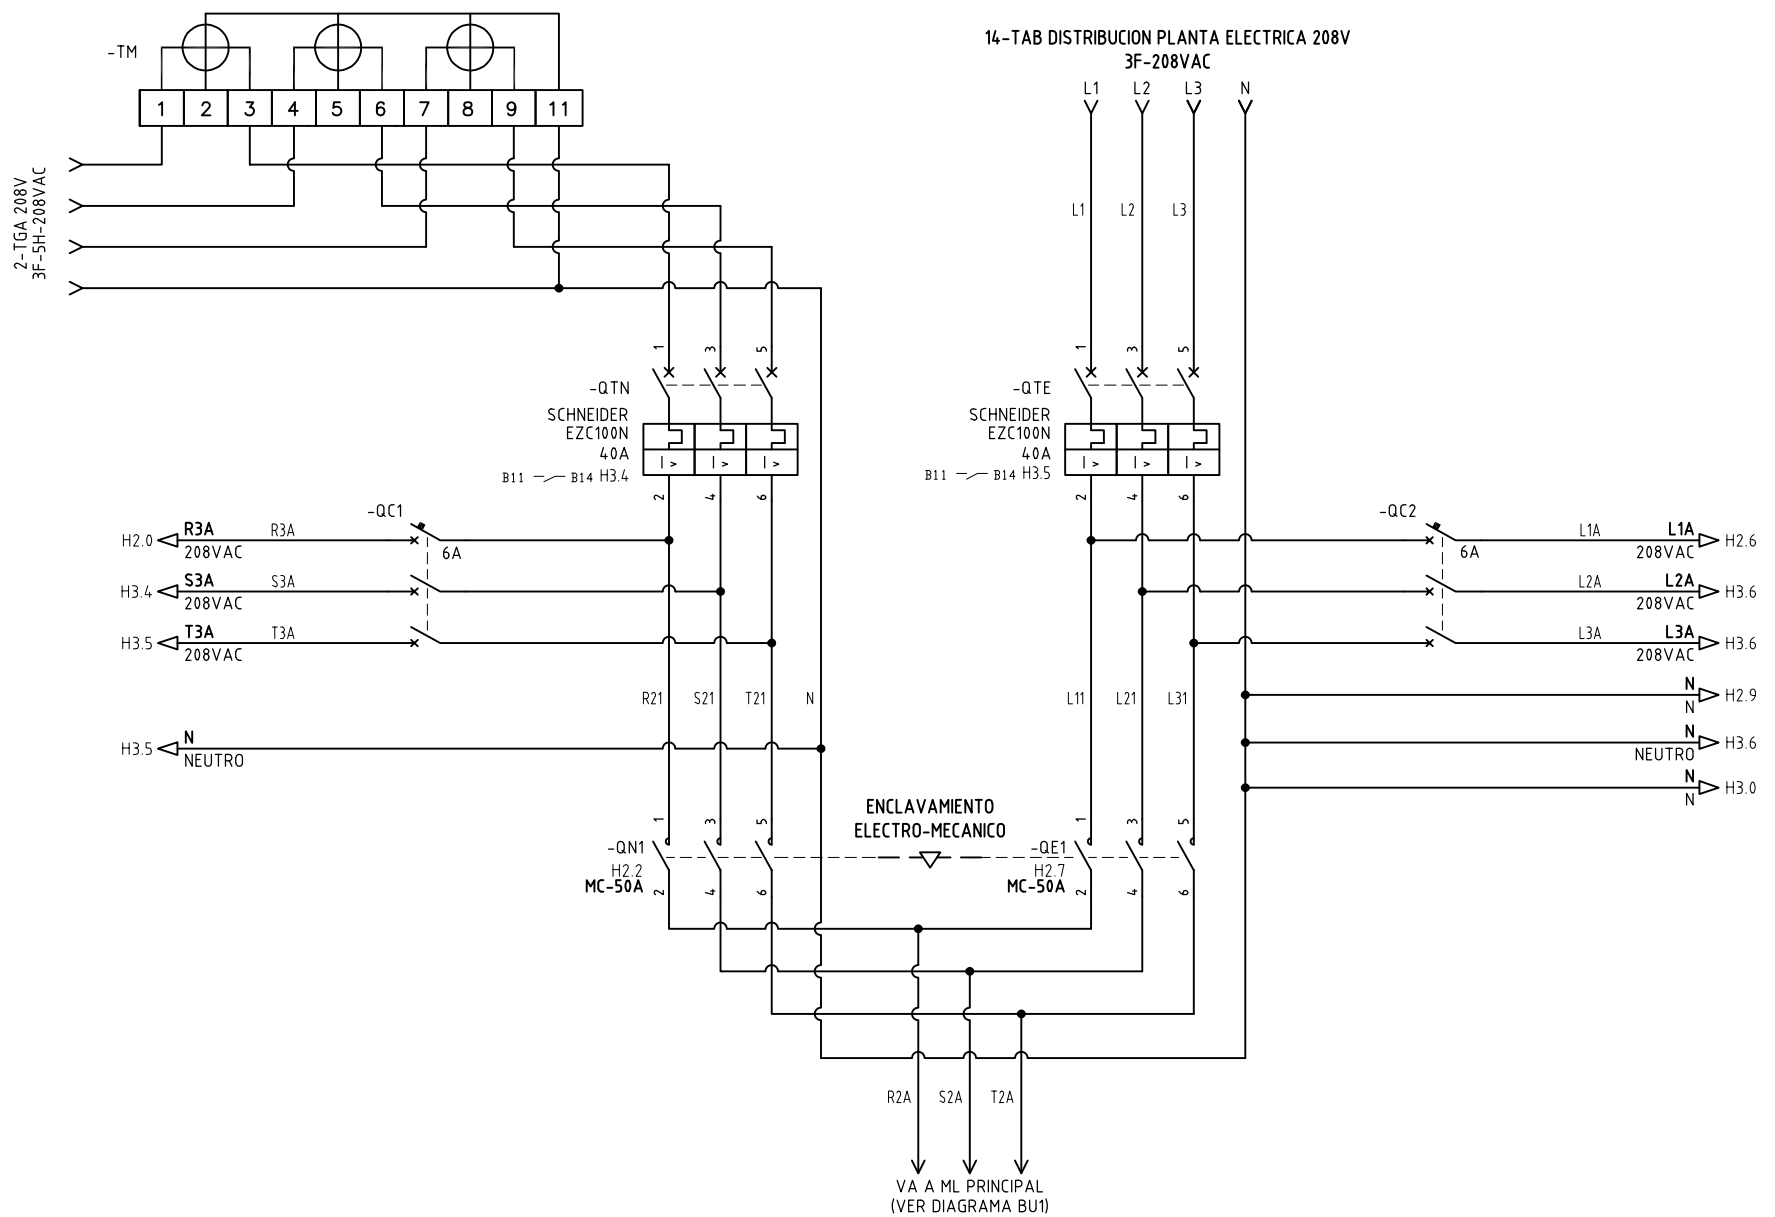 -TM
1 2 3 4 5 6 7 8 9 11
2-TGA 208V
3F-5H-208VAC
14-TAB DISTRIBUCION PLANTA ELECTRICA 208V
3F-208VAC
L1 L2 L3 N
L1 L2 L3
1 3 5
-QTN
SCHNEIDER
EZC100N
40A
B11 B14 H3.4
I > I > I >
2 4 6
1 3 5
-QTE
SCHNEIDER
EZC100N
40A
B11 B14 H3.5
I > I > I >
2 4 6
-QC1
6A
H2.0 R3A R3A
208VAC
H3.4 S3A S3A
208VAC
H3.5 T3A T3A
208VAC
-QC2
6A
L1A L1A H2.6
208VAC
L2A L2A H3.6
208VAC
L3A L3A H3.6
208VAC
R21 S21 T21 N
L11 L21 L31
N H2.9
N
N H3.6
NEUTRO
N H3.0
N
H3.5 N
NEUTRO
ENCLAVAMIENTO
ELECTRO-MECANICO
1 3 5
-QN1
H2.2
MC-50A
2 4 6
1 3 5
-QE1
H2.7
MC-50A
2 4 6
R2A S2A T2A
VA A ML PRINCIPAL
(VER DIAGRAMA BU1)